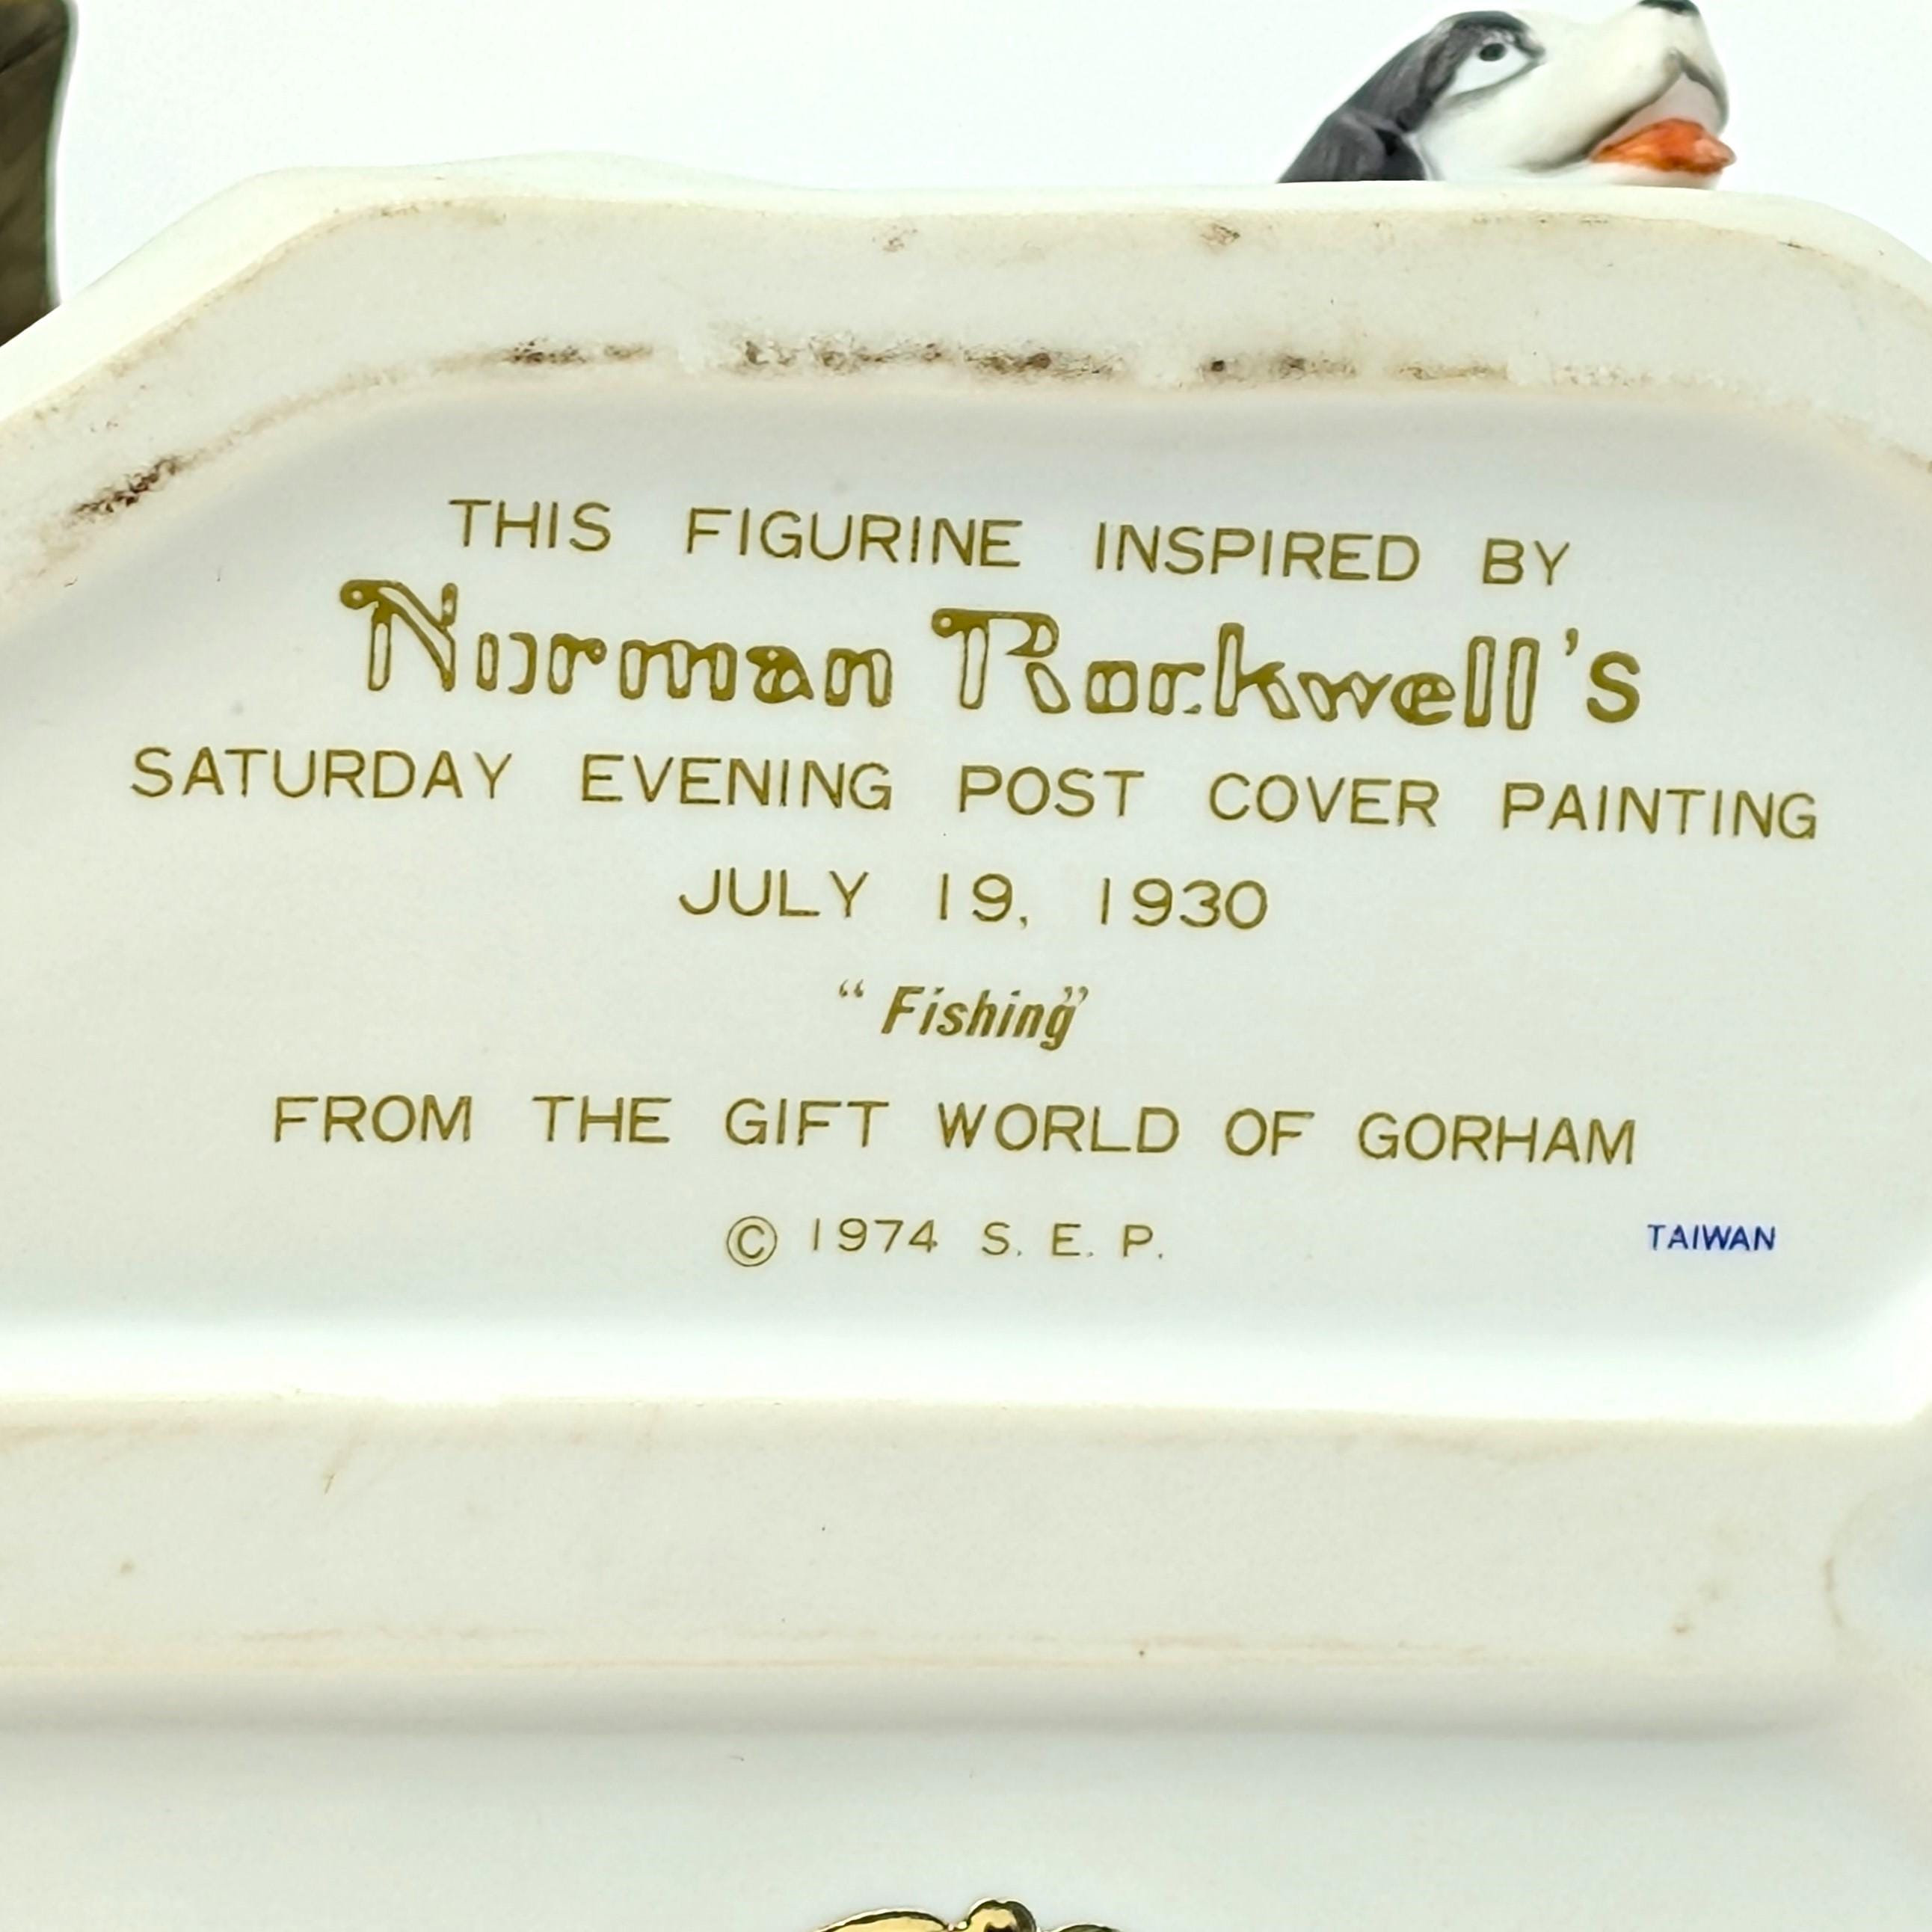 THIS FIGURINE INSPIRED BY
Norman Rockwell's
SATURDAY EVENING POST COVER PAINTING
JULY 19, 1930
"Fishing"
FROM THE GIFT WORLD OF GORHAM
© 1974 S. E. P.
TAIWAN